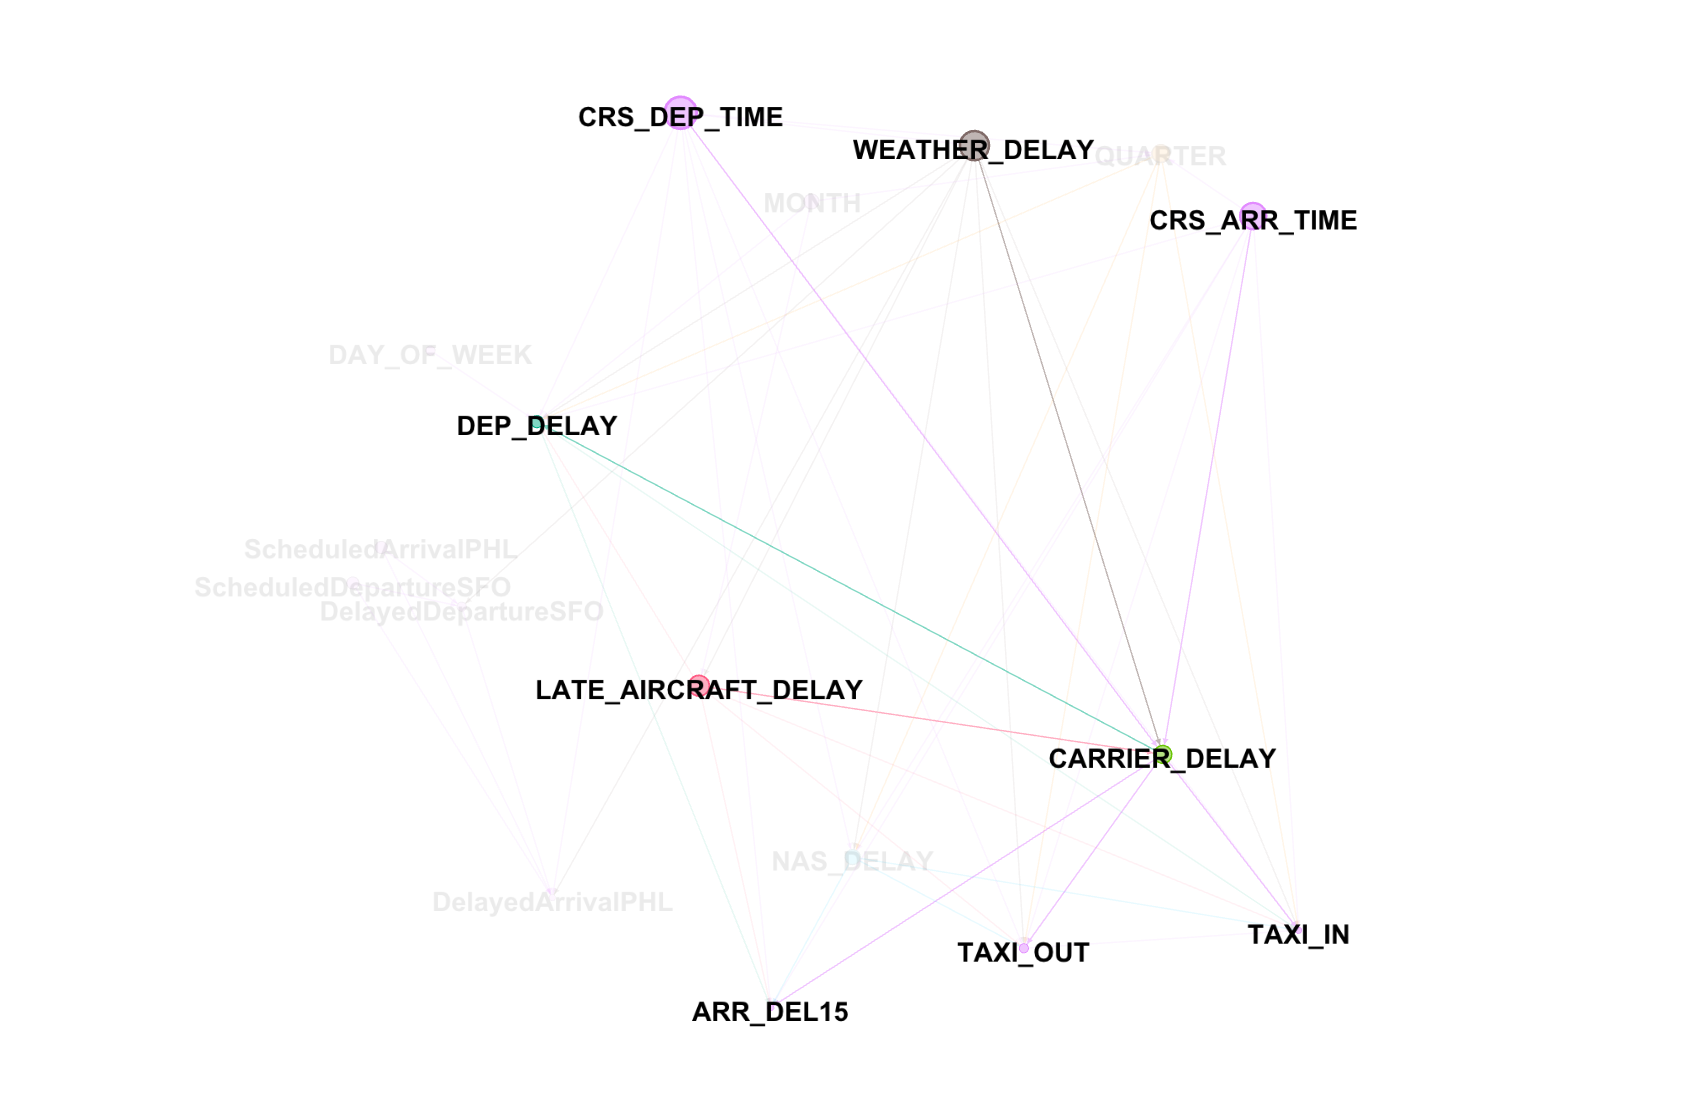 CRS_DEP_TIME
WEATHER_DELAY
QUARTER
MONTH
CRS_ARR_TIME
DAY_OF_WEEK
DEP_DELAY
ScheduledArrivalPHL
ScheduledDepartureSFO
DelayedDepartureSFO
LATE_AIRCRAFT_DELAY
CARRIER_DELAY
NAS_DELAY
DelayedArrivalPHL
TAXI_IN
TAXI_OUT
ARR_DEL15